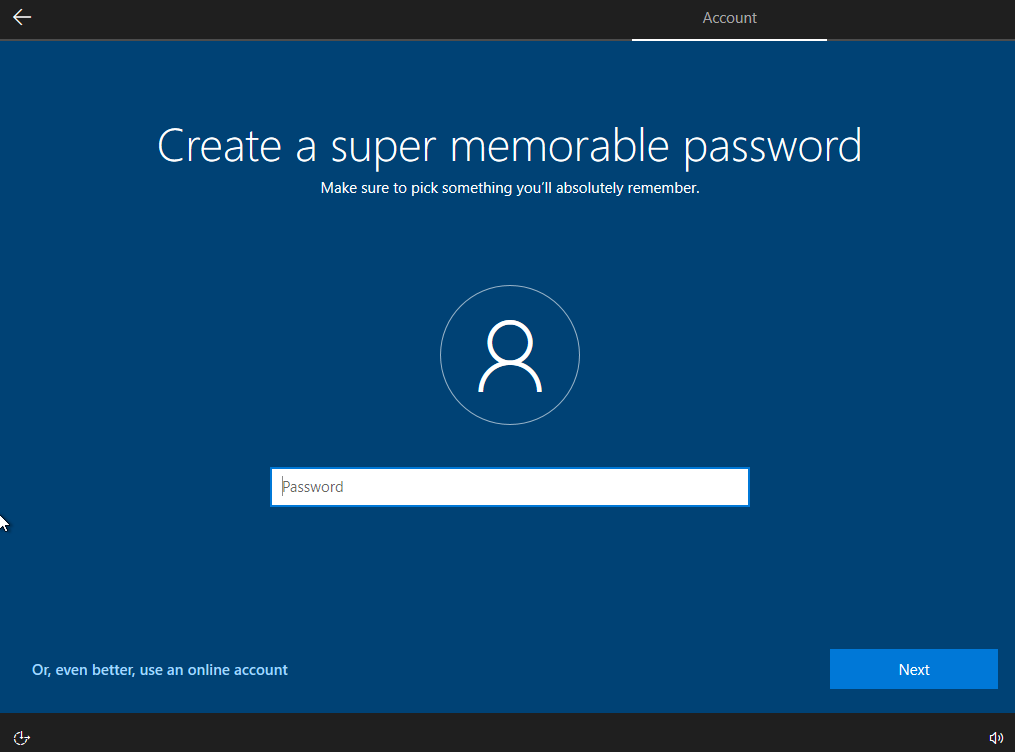 Account
Create a super memorable password
Make sure to pick something you'll absolutely remember.
Password
Or, even better, use an online account
Next